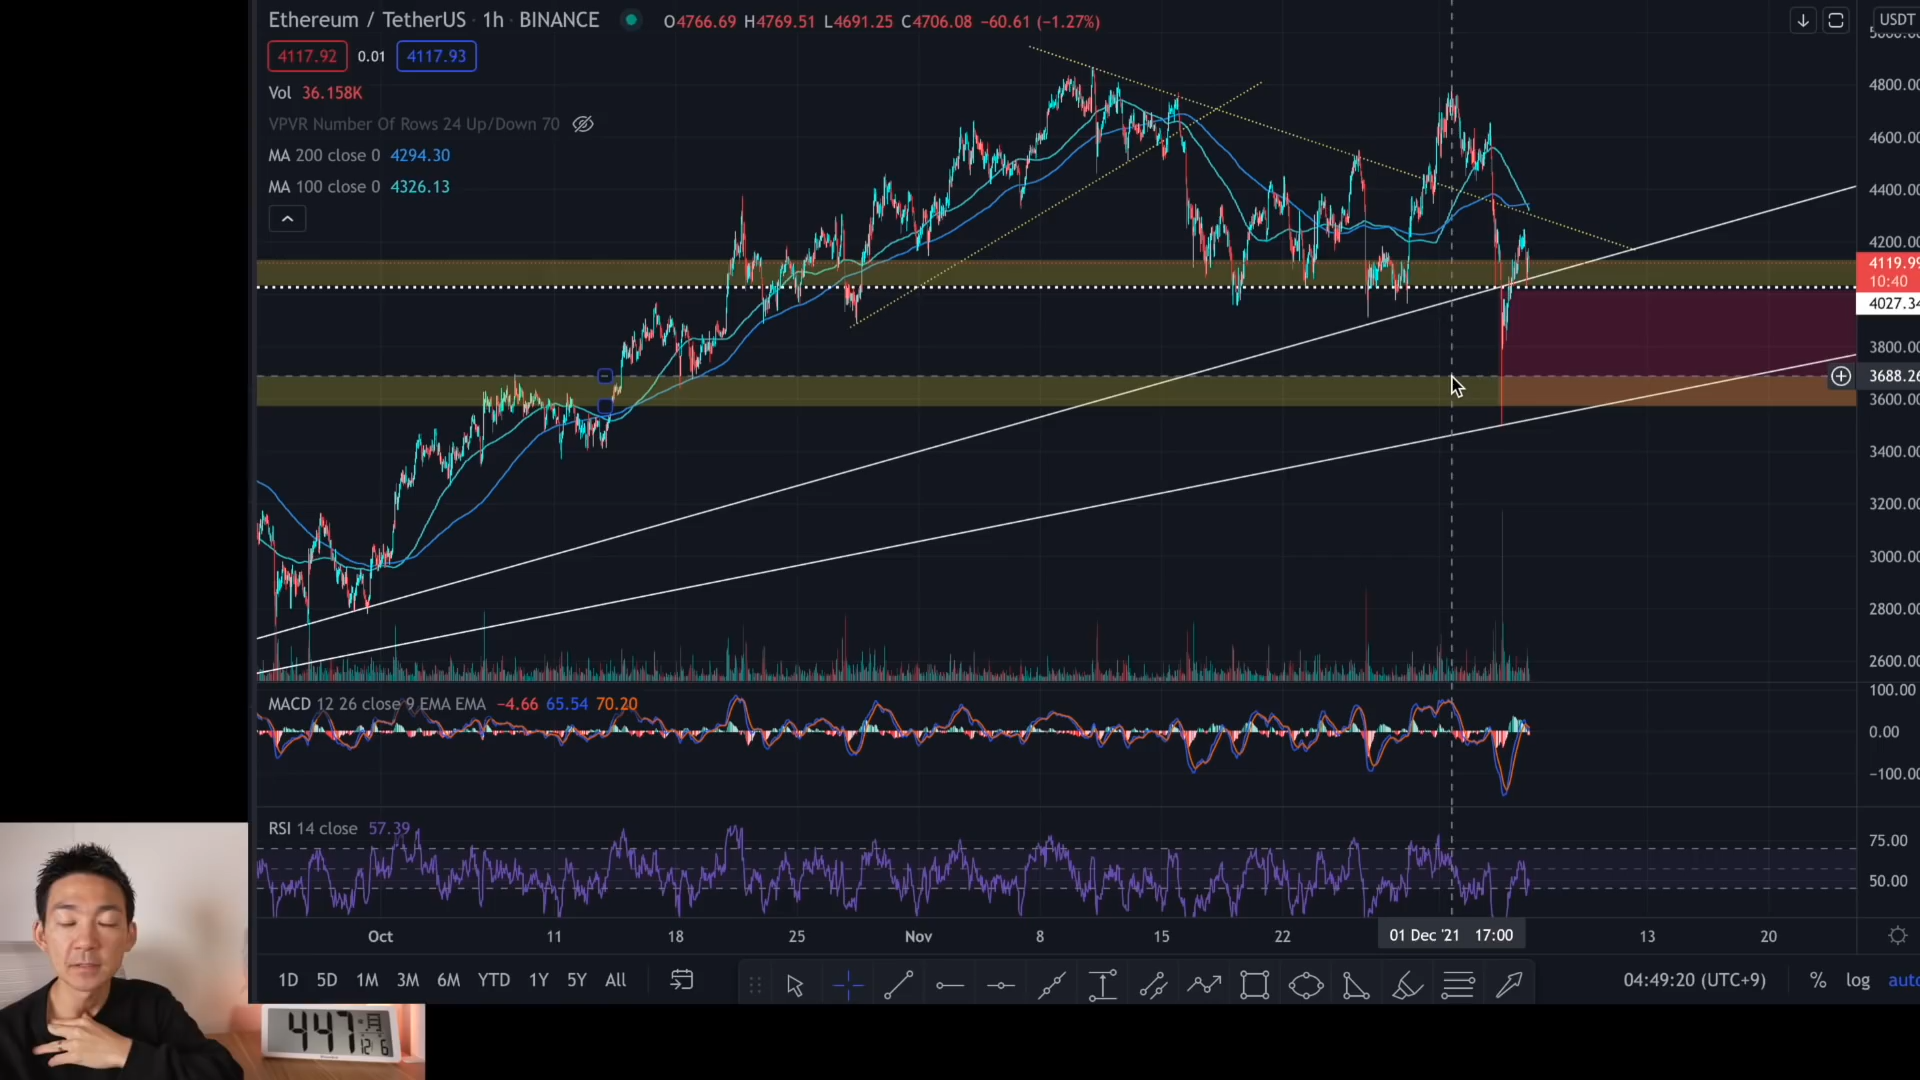 Ethereum / TetherUS · 1h · BINANCE O4766.69 H4769.51 L4691.25 C4706.08 −60.61 (−1.27%)
USDT
4117.92 0.01 4117.93
Vol 36.158K
VPVR Number Of Rows 24 Up/Down 70
MA 200 close 0 4294.30
MA 100 close 0 4326.13
4800.00
4600.00
4400.00
4200.00
4119.99
10:40
4027.34
3800.00
3688.26
3600.00
3400.00
3200.00
3000.00
2800.00
2600.00
MACD 12 26 close 9 EMA EMA −4.66 65.54 70.20
100.00
0.00
−100.00
RSI 14 close 57.39
75.00
50.00
Oct 11 18 25 Nov 8 15 22 01 Dec '21 17:00 13 20
1D 5D 1M 3M 6M YTD 1Y 5Y All
04:49:20 (UTC+9) % log auto
4 47 月
12 6